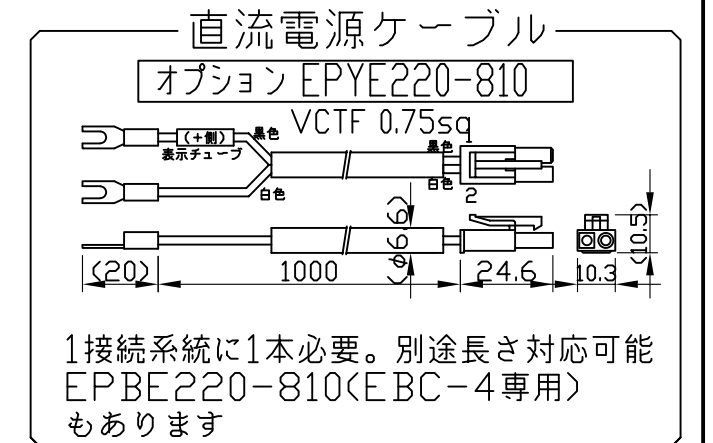 直流電源ケーブル
オプション EPYE220-810
VCTF 0.75sq
(+側)
黒色
表示チューブ
白色
黒色
1
白色
2
(φ6.6)
(10.5)
(20)
1000
24.6
10.3
1接続系統に1本必要。別途長さ対応可能
EPBE220-810(EBC-4専用)
もあります